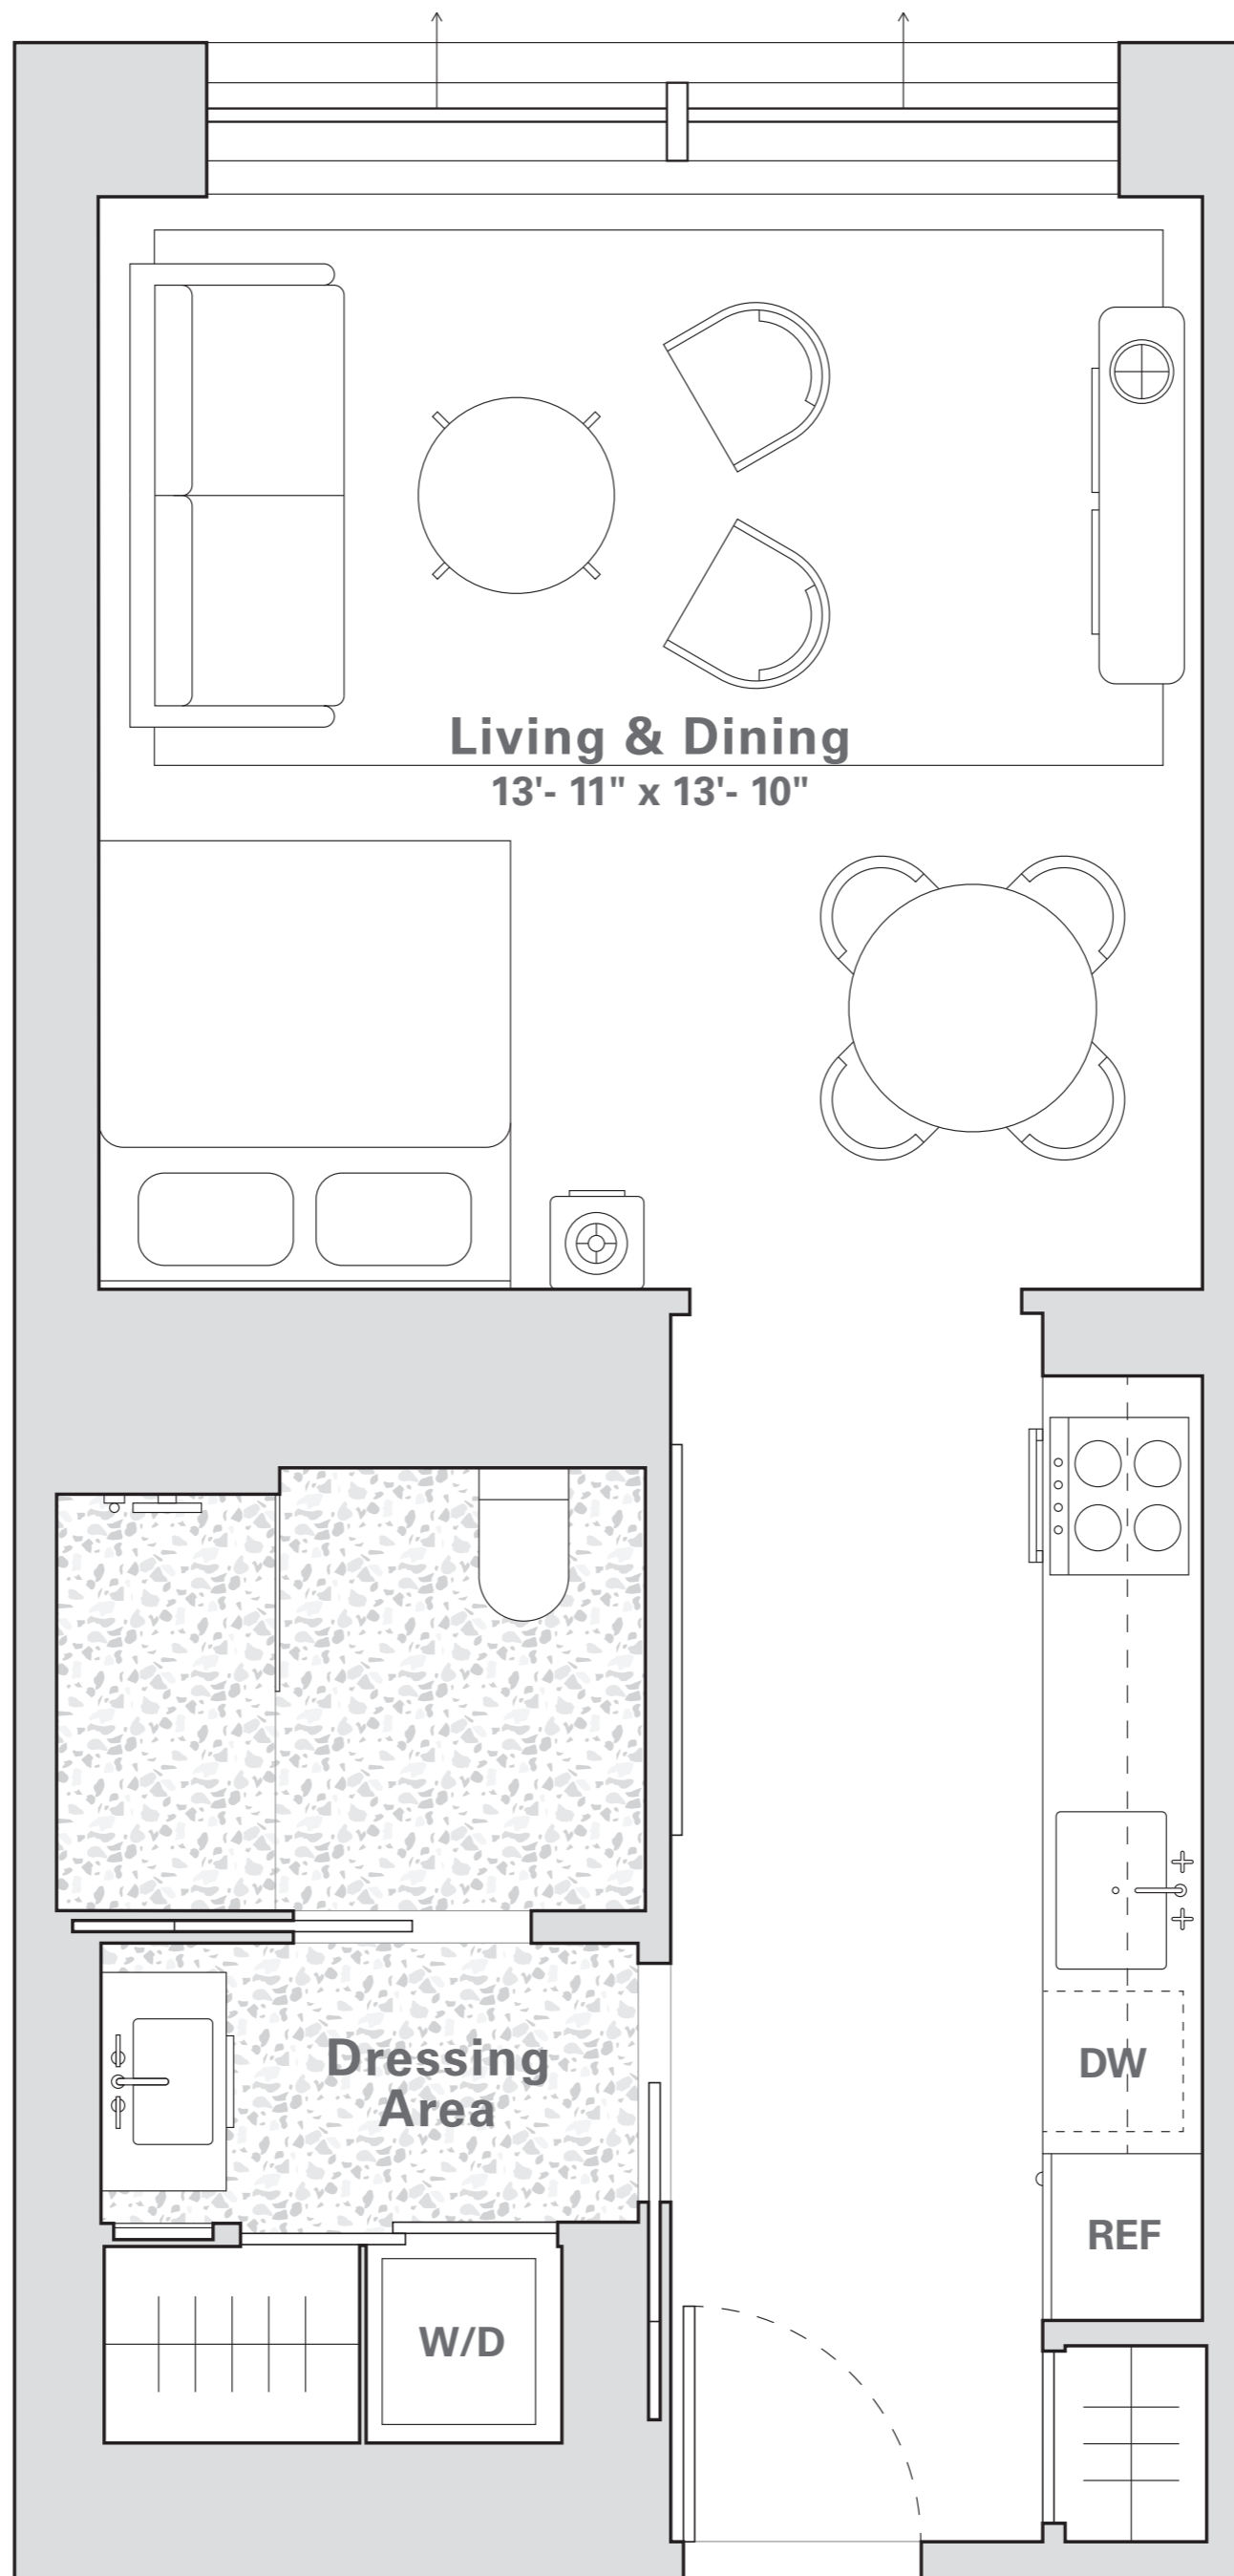 Living & Dining
13'- 11" x 13'- 10"
Dressing
Area
DW
REF
W/D